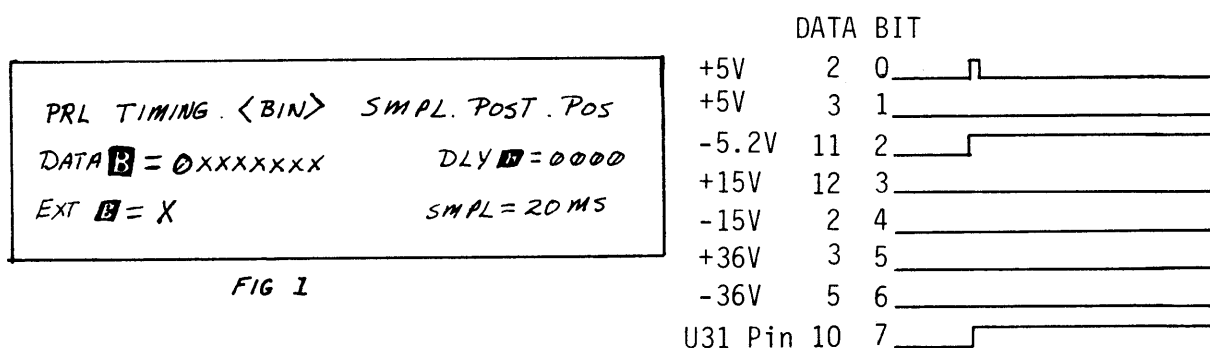 PRL TIMING. <BIN> SMPL. POST. POS
DATA B = 0XXXXXXX DLY = 0000
EXT = X SMPL = 20 MS
FIG 1
DATA BIT
+5V 2 0
+5V 3 1
-5.2V 11 2
+15V 12 3
-15V 2 4
+36V 3 5
-36V 5 6
U31 Pin 10 7